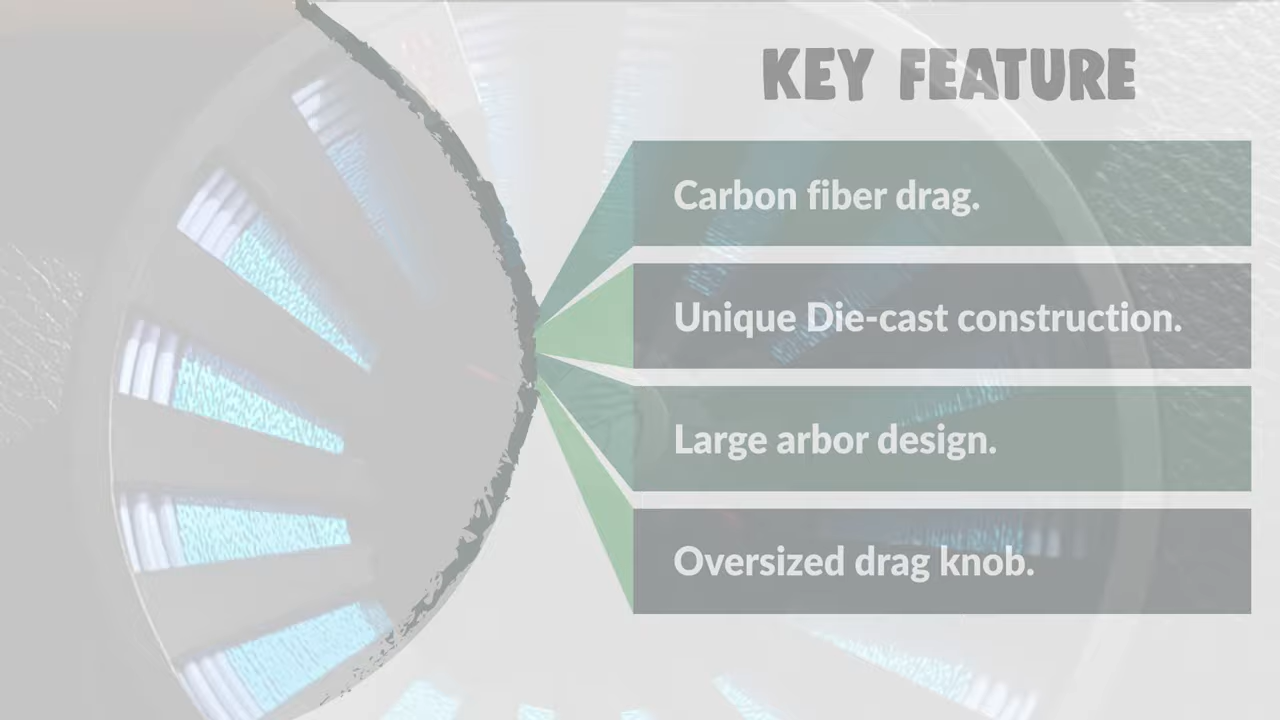 KEY FEATURE
Carbon fiber drag.
Unique Die-cast construction.
Large arbor design.
Oversized drag knob.